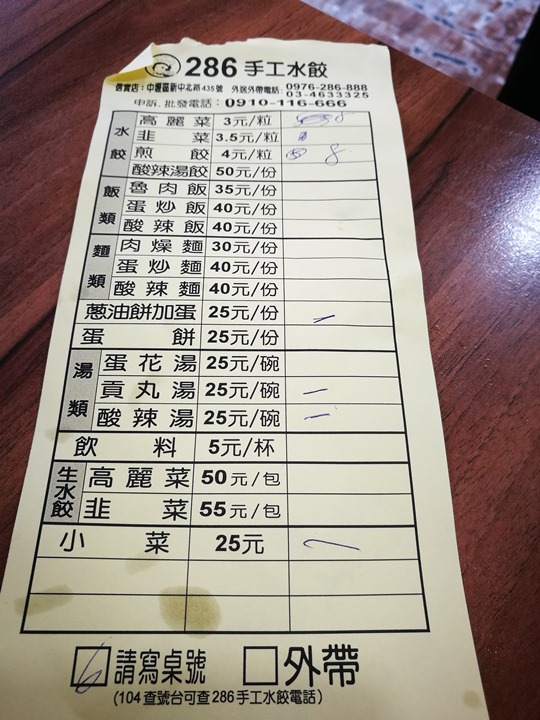 286 手工水餃
信實店：中壢區新中北路435號 外送外帶電話：0976-286-888
03-4633325
申訴.批發電話：0910-116-666
水餃
高麗菜 3元/粒
韭菜 3.5元/粒
煎餃 4元/粒 8
酸辣湯餃 50元/份
飯類
魯肉飯 35元/份
蛋炒飯 40元/份
酸辣飯 40元/份
麵類
肉燥麵 30元/份
蛋炒麵 40元/份
酸辣麵 40元/份
蔥油餅加蛋 25元/份 一
蛋餅 25元/份
湯類
蛋花湯 25元/碗
貢丸湯 25元/碗 一
酸辣湯 25元/碗 一
飲料 5元/杯
生水餃
高麗菜 50元/包
韭菜 55元/包
小菜 25元 一
6 請寫桌號 外帶
(104查號台可查286手工水餃電話)